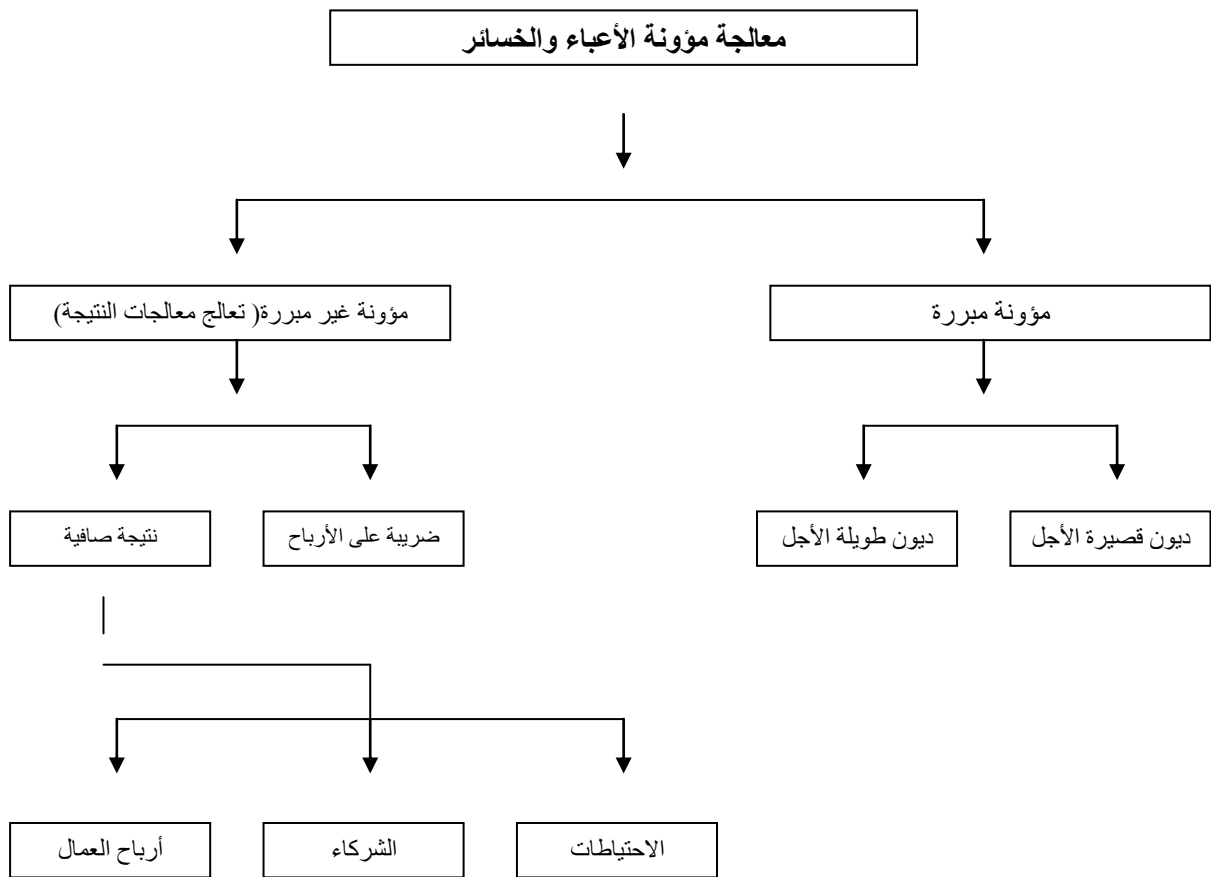 معالجة مؤونة الأعباء والخسائر
مؤونة مبررة
مؤونة غير مبررة( تعالج معالجات النتيجة)
ديون قصيرة الأجل
ديون طويلة الأجل
ضريبة على الأرباح
نتيجة صافية
الاحتياطات
الشركاء
أرباح العمال